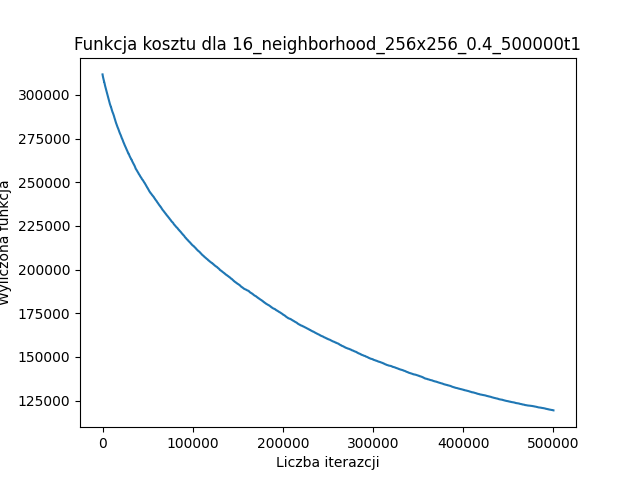 Funkcja kosztu dla 16_neighborhood_256x256_0.4_500000t1
300000
275000
250000
225000
200000
175000
150000
125000
Wyliczona funkcja
0 100000 200000 300000 400000 500000
Liczba iterazcji